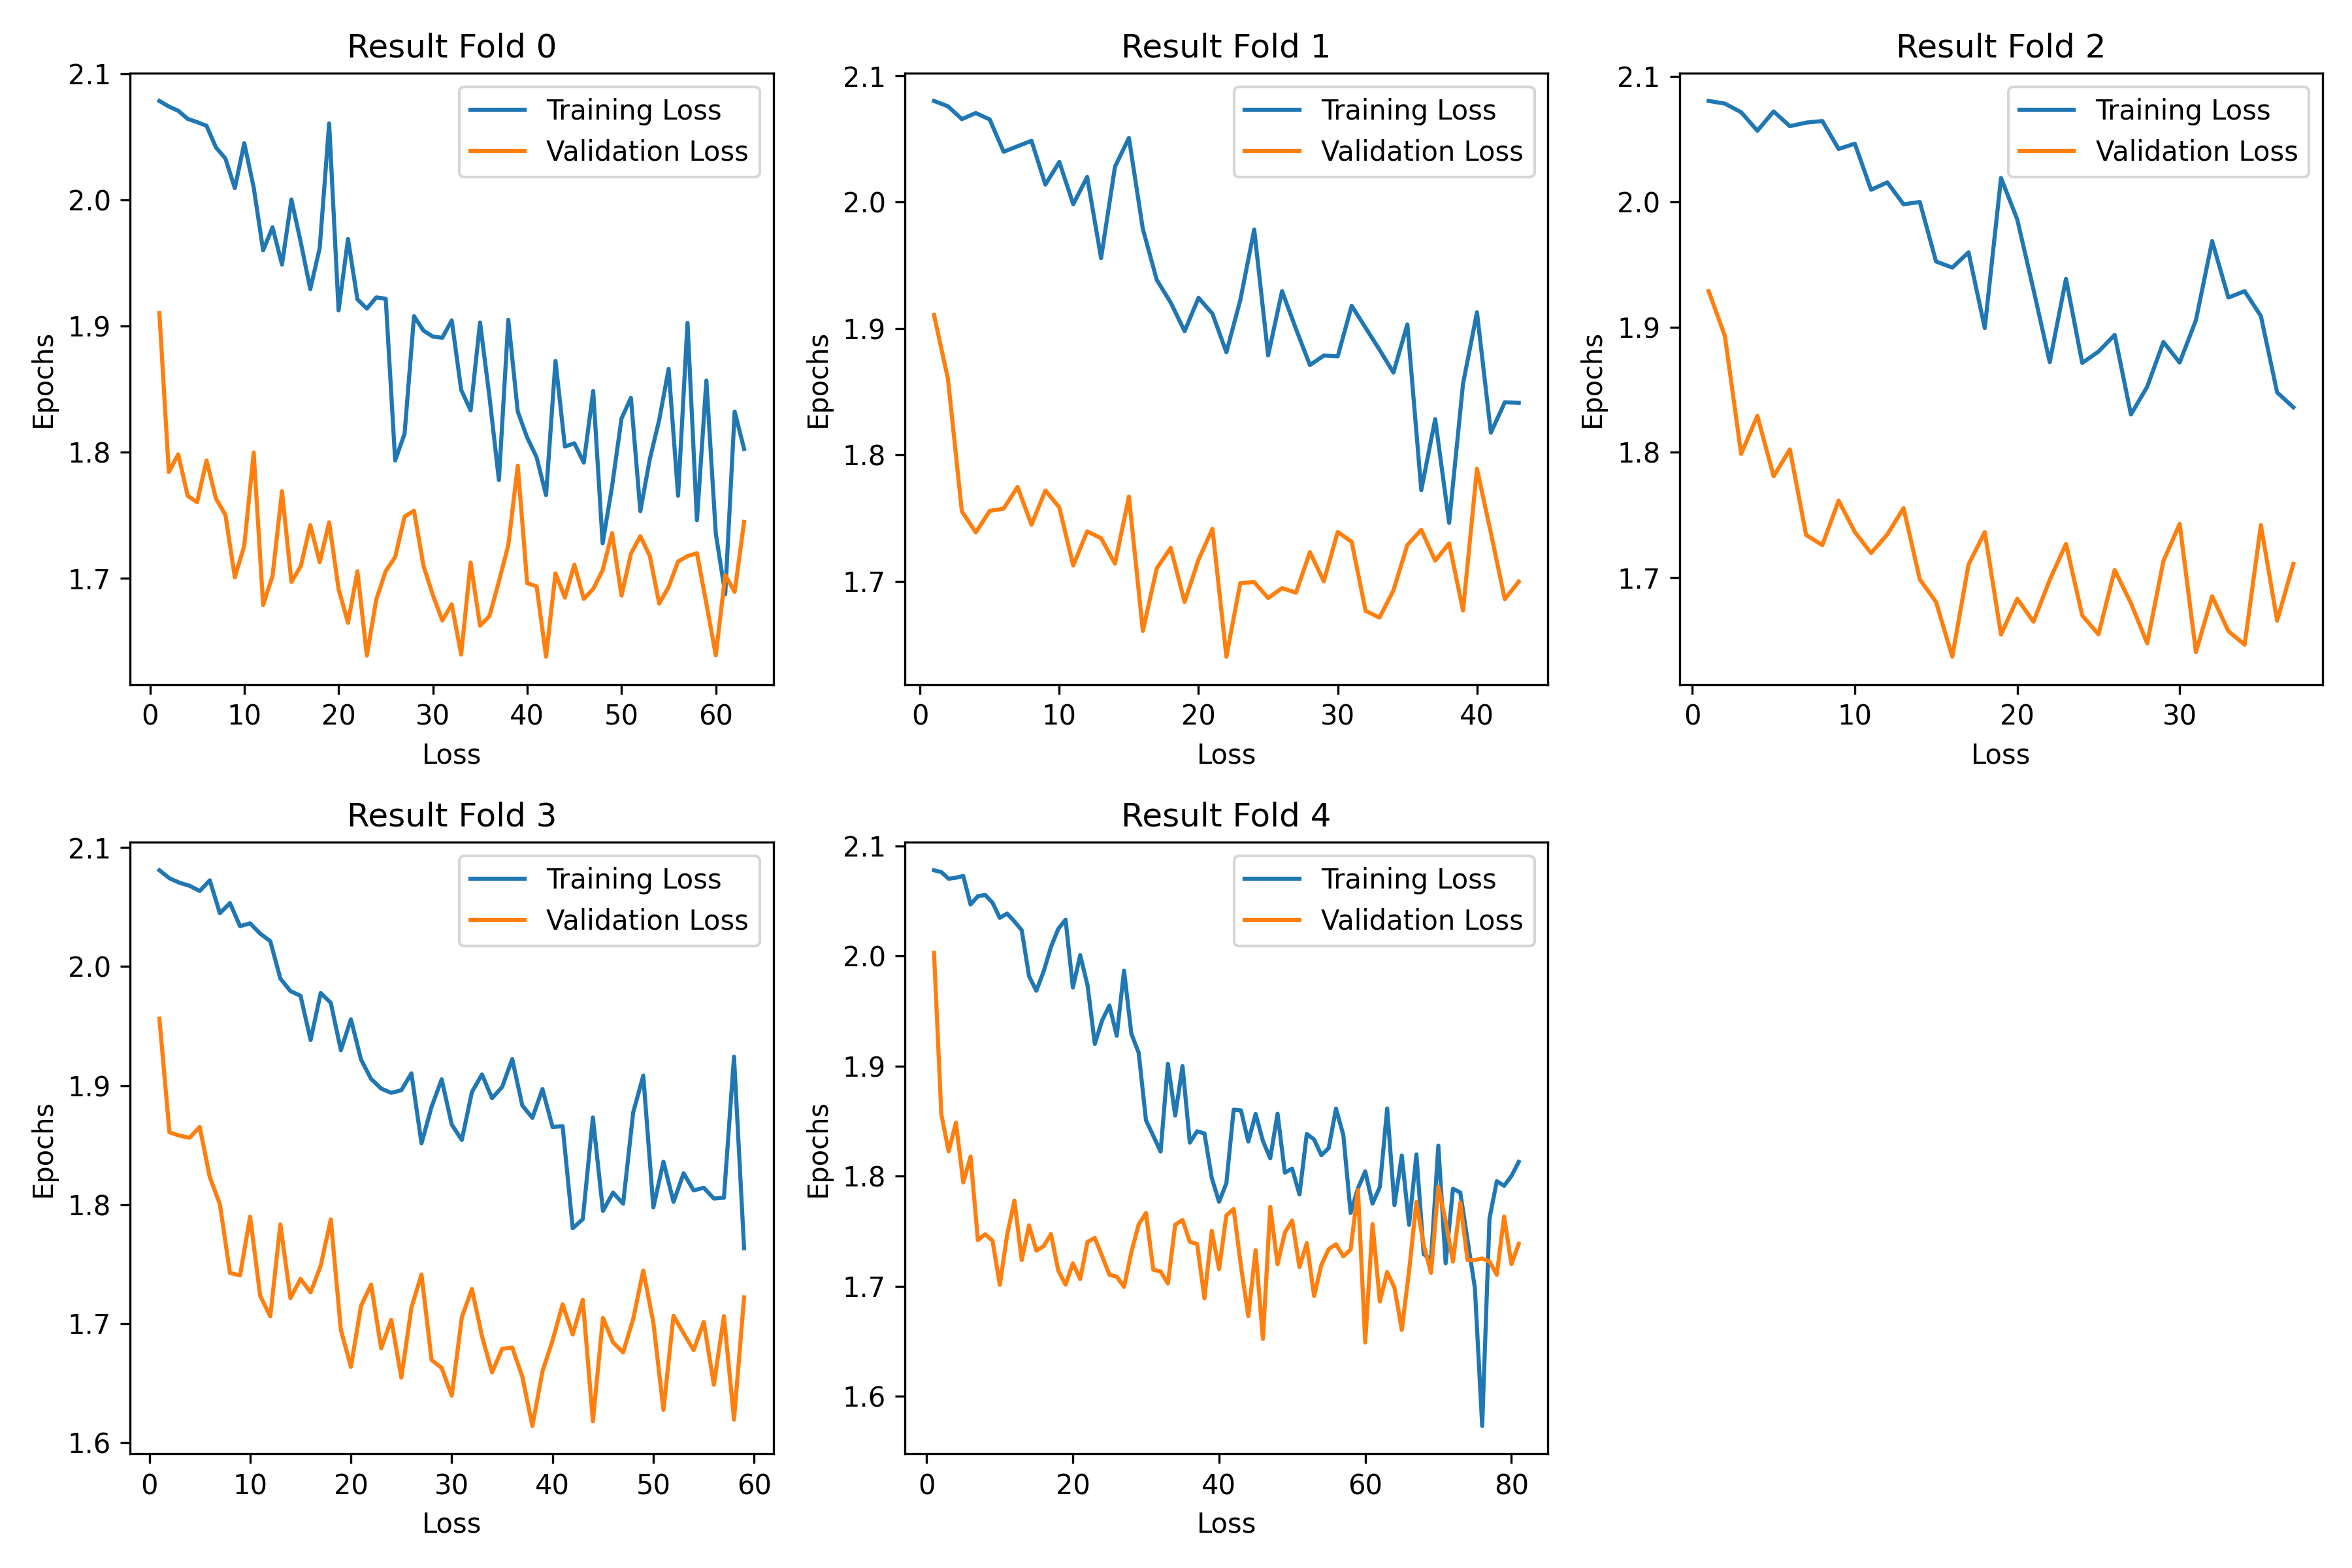 Result Fold 0
2.1
2.0
1.9
1.8
1.7
Epochs
Training Loss
Validation Loss
0 10 20 30 40 50 60
Loss
Result Fold 1
2.1
2.0
1.9
1.8
1.7
Epochs
Training Loss
Validation Loss
0 10 20 30 40
Loss
Result Fold 2
2.1
2.0
1.9
1.8
1.7
Epochs
Training Loss
Validation Loss
0 10 20 30
Loss
Result Fold 3
2.1
2.0
1.9
1.8
1.7
1.6
Epochs
Training Loss
Validation Loss
0 10 20 30 40 50 60
Loss
Result Fold 4
2.1
2.0
1.9
1.8
1.7
1.6
Epochs
Training Loss
Validation Loss
0 20 40 60 80
Loss